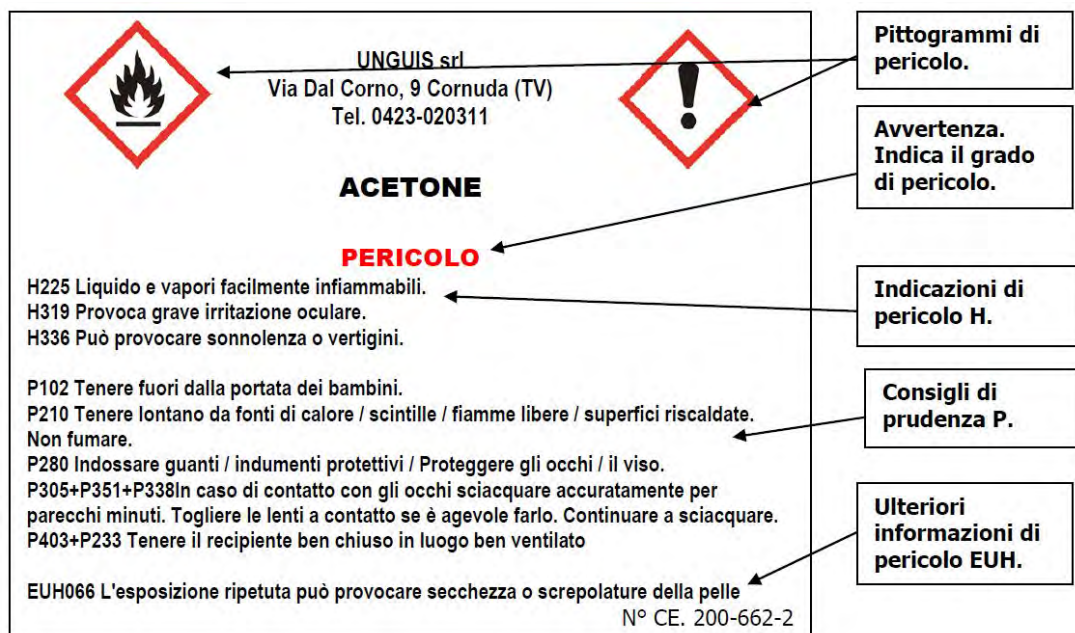 UNGUIS srl
Via Dal Corno, 9 Cornuda (TV)
Tel. 0423-020311
ACETONE
PERICOLO
H225 Liquido e vapori facilmente infiammabili.
H319 Provoca grave irritazione oculare.
H336 Può provocare sonnolenza o vertigini.
P102 Tenere fuori dalla portata dei bambini.
P210 Tenere lontano da fonti di calore / scintille / fiamme libere / superfici riscaldate.
Non fumare.
P280 Indossare guanti / indumenti protettivi / Proteggere gli occhi / il viso.
P305+P351+P338In caso di contatto con gli occhi sciacquare accuratamente per
parecchi minuti. Togliere le lenti a contatto se è agevole farlo. Continuare a sciacquare.
P403+P233 Tenere il recipiente ben chiuso in luogo ben ventilato
EUH066 L'esposizione ripetuta può provocare secchezza o screpolature della pelle
N° CE. 200-662-2
Pittogrammi di
pericolo.
Avvertenza.
Indica il grado
di pericolo.
Indicazioni di
pericolo H.
Consigli di
prudenza P.
Ulteriori
informazioni di
pericolo EUH.